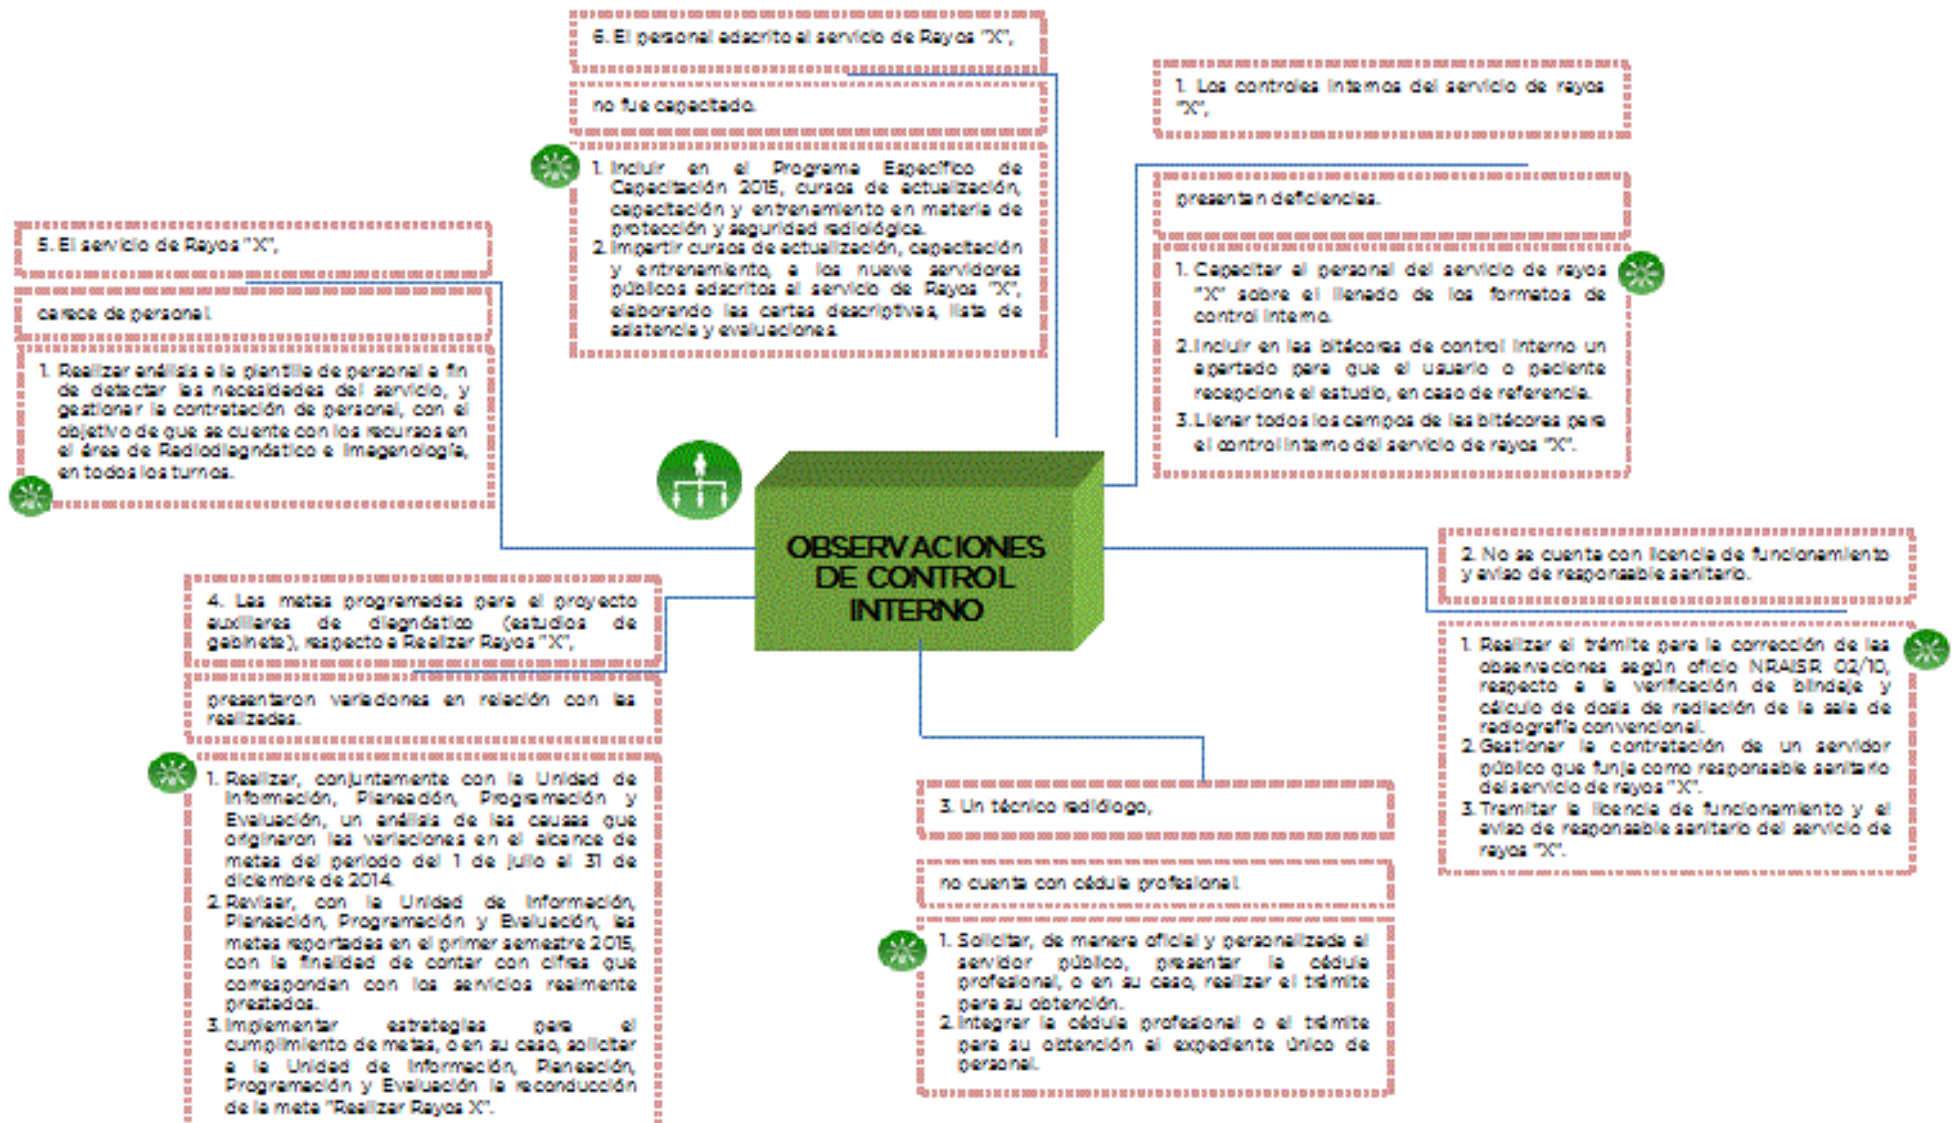 6. El personal adscrito al servicio de Rayos "X",
no fue capacitado.
1. Incluir en el Programa Específico de
Capacitación 2015, cursos de actualización,
capacitación y entrenamiento en materia de
protección y seguridad radiológica.
2. Impartir cursos de actualización, capacitación
y entrenamiento, a los nueve servidores
públicos adscritos al servicio de Rayos "X",
elaborando las cartas descriptivas, lista de
asistencia y evaluaciones.
1. Los controles internos del servicio de rayos
"X",
presentan deficiencias.
1. Capacitar al personal del servicio de rayos
"X" sobre el llenado de los formatos de
control interno.
2. Incluir en las bitácoras de control interno un
apartado para que el usuario o paciente
recepcione el estudio, en caso de referencia.
3. Llenar todos los campos de las bitácoras para
el control interno del servicio de rayos "X".
5. El servicio de Rayos "X",
carece de personal.
1. Realizar análisis a la plantilla de personal a fin
de detectar las necesidades del servicio, y
gestionar la contratación de personal, con el
objetivo de que se cuente con los recursos en
el área de Radiodiagnóstico e Imagenología,
en todos los turnos.
OBSERVACIONES
DE CONTROL
INTERNO
2. No se cuenta con licencia de funcionamiento
y aviso de responsable sanitario.
1. Realizar el trámite para la corrección de las
observaciones según oficio NRAISR 02/10,
respecto a la verificación de blindaje y
cálculo de dosis de radiación de la sala de
radiografía convencional.
2. Gestionar la contratación de un servidor
público que funja como responsable sanitario
del servicio de rayos "X".
3. Tramitar la licencia de funcionamiento y el
aviso de responsable sanitario del servicio de
rayos "X".
4. Las metas programadas para el proyecto
auxiliares de diagnóstico (estudios de
gabinete), respecto a Realizar Rayos "X",
presentaron variaciones en relación con las
realizadas.
1. Realizar, conjuntamente con la Unidad de
Información, Planeación, Programación y
Evaluación, un análisis de las causas que
originaron las variaciones en el alcance de
metas del periodo del 1 de julio al 31 de
diciembre de 2014.
2. Revisar, con la Unidad de Información,
Planeación, Programación y Evaluación, las
metas reportadas en el primer semestre 2015,
con la finalidad de contar con cifras que
correspondan con los servicios realmente
prestados.
3. Implementar estrategias para el
cumplimiento de metas, o en su caso, solicitar
a la Unidad de Información, Planeación,
Programación y Evaluación la reconducción
de la meta "Realizar Rayos X".
3. Un técnico radiólogo,
no cuenta con cédula profesional.
1. Solicitar, de manera oficial y personalizada al
servidor público, presentar la cédula
profesional, o en su caso, realizar el trámite
para su obtención.
2. Integrar la cédula profesional o el trámite
para su obtención al expediente único de
personal.